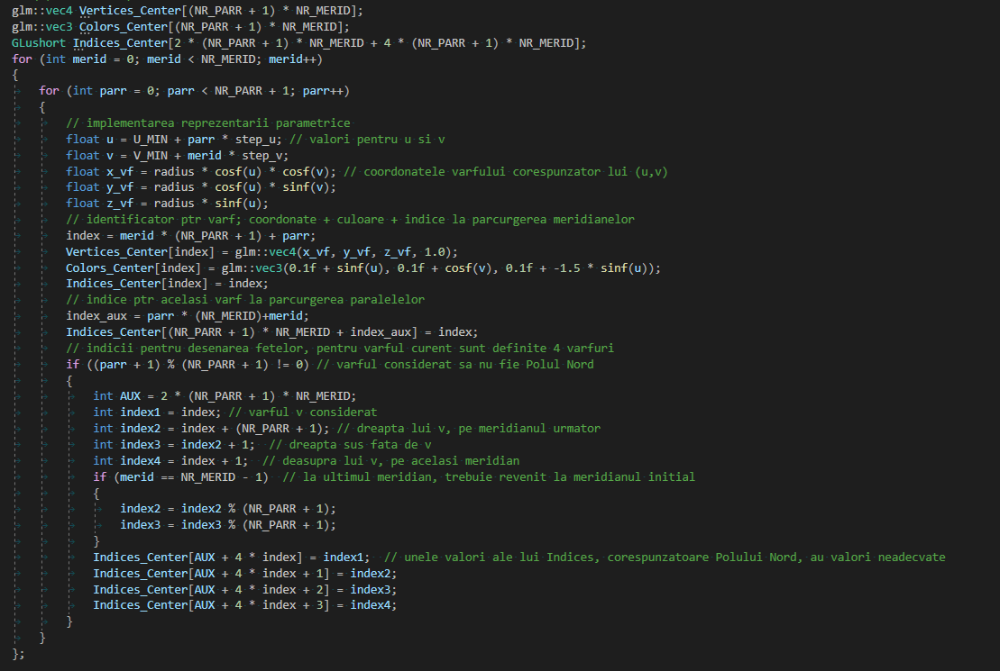 glm::vec4 Vertices_Center[(NR_PARR + 1) * NR_MERID];
glm::vec3 Colors_Center[(NR_PARR + 1) * NR_MERID];
GLushort Indices_Center[2 * (NR_PARR + 1) * NR_MERID + 4 * (NR_PARR + 1) * NR_MERID];
for (int merid = 0; merid < NR_MERID; merid++)
{
    for (int parr = 0; parr < NR_PARR + 1; parr++)
    {
        // implementarea reprezentarii parametrice
        float u = U_MIN + parr * step_u; // valori pentru u si v
        float v = V_MIN + merid * step_v;
        float x_vf = radius * cosf(u) * cosf(v); // coordonatele varfului corespunzator lui (u,v)
        float y_vf = radius * cosf(u) * sinf(v);
        float z_vf = radius * sinf(u);
        // identificator ptr varf; coordonate + culoare + indice la parcurgerea meridianelor
        index = merid * (NR_PARR + 1) + parr;
        Vertices_Center[index] = glm::vec4(x_vf, y_vf, z_vf, 1.0);
        Colors_Center[index] = glm::vec3(0.1f + sinf(u), 0.1f + cosf(v), 0.1f + -1.5 * sinf(u));
        Indices_Center[index] = index;
        // indice ptr acelasi varf la parcurgerea paralelelor
        index_aux = parr * (NR_MERID)+merid;
        Indices_Center[(NR_PARR + 1) * NR_MERID + index_aux] = index;
        // indicii pentru desenarea fetelor, pentru varful curent sunt definite 4 varfuri
        if ((parr + 1) % (NR_PARR + 1) != 0) // varful considerat sa nu fie Polul Nord
        {
            int AUX = 2 * (NR_PARR + 1) * NR_MERID;
            int index1 = index; // varful v considerat
            int index2 = index + (NR_PARR + 1); // dreapta lui v, pe meridianul urmator
            int index3 = index2 + 1;  // dreapta sus fata de v
            int index4 = index + 1;  // deasupra lui v, pe acelasi meridian
            if (merid == NR_MERID - 1)  // la ultimul meridian, trebuie revenit la meridianul initial
            {
                index2 = index2 % (NR_PARR + 1);
                index3 = index3 % (NR_PARR + 1);
            }
            Indices_Center[AUX + 4 * index] = index1;  // unele valori ale lui Indices, corespunzatoare Polului Nord, au valori neadecvate
            Indices_Center[AUX + 4 * index + 1] = index2;
            Indices_Center[AUX + 4 * index + 2] = index3;
            Indices_Center[AUX + 4 * index + 3] = index4;
        }
    }
};